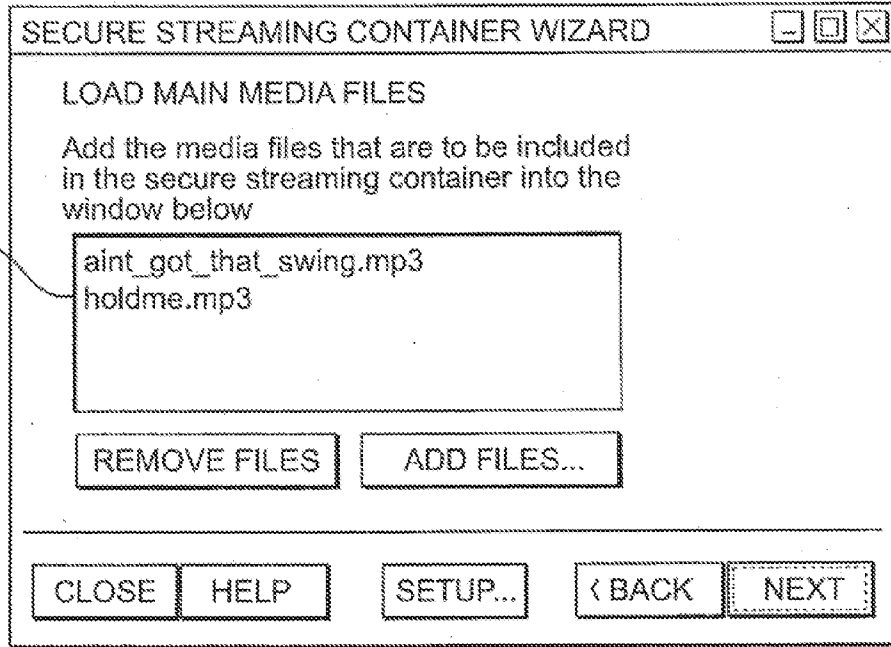 SECURE STREAMING CONTAINER WIZARD
LOAD MAIN MEDIA FILES
Add the media files that are to be included
in the secure streaming container into the
window below
aint_got_that_swing.mp3
holdme.mp3
REMOVE FILES ADD FILES...
CLOSE HELP SETUP... < BACK NEXT